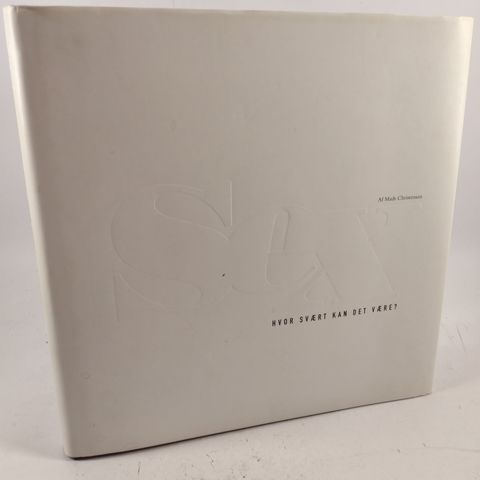 Af Mads Christensen
Sex
HVOR SVÆRT KAN DET VÆRE?